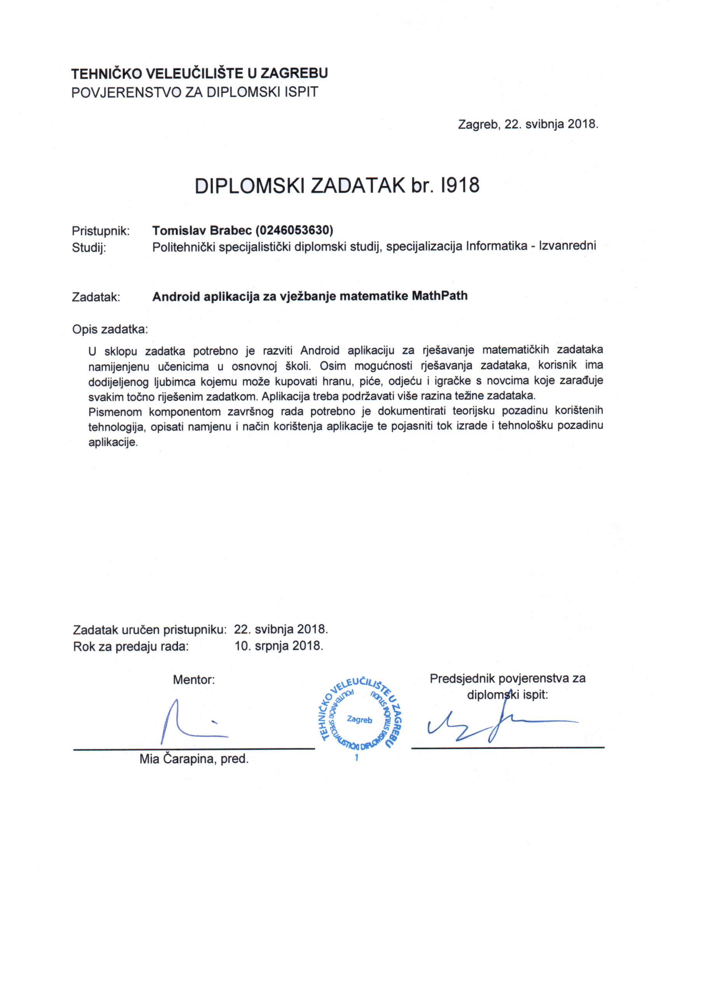 TEHNIČKO VELEUČILIŠTE U ZAGREBU
POVJERENSTVO ZA DIPLOMSKI ISPIT
Zagreb, 22. svibnja 2018.
DIPLOMSKI ZADATAK br. I918
Pristupnik: Tomislav Brabec (0246053630)
Studij: Politehnički specijalistički diplomski studij, specijalizacija Informatika - Izvanredni
Zadatak: Android aplikacija za vježbanje matematike MathPath
Opis zadatka:
U sklopu zadatka potrebno je razviti Android aplikaciju za rješavanje matematičkih zadataka
namijenjenu učenicima u osnovnoj školi. Osim mogućnosti rješavanja zadataka, korisnik ima
dodijeljenog ljubimca kojemu može kupovati hranu, piće, odjeću i igračke s novcima koje zarađuje
svakim točno riješenim zadatkom. Aplikacija treba podržavati više razina težine zadataka.
Pismenom komponentom završnog rada potrebno je dokumentirati teorijsku pozadinu korištenih
tehnologija, opisati namjenu i način korištenja aplikacije te pojasniti tok izrade i tehnološku pozadinu
aplikacije.
Zadatak uručen pristupniku: 22. svibnja 2018.
Rok za predaju rada: 10. srpnja 2018.
Mentor:
Predsjednik povjerenstva za
diplomski ispit:
TEHNIČKO VELEUČILIŠTE U ZAGREBU
POLITEHNIČKI SPECIJALISTIČKI DIPLOMSKI STRUČNI STUDIJ
Zagreb
1
Mia Čarapina, pred.